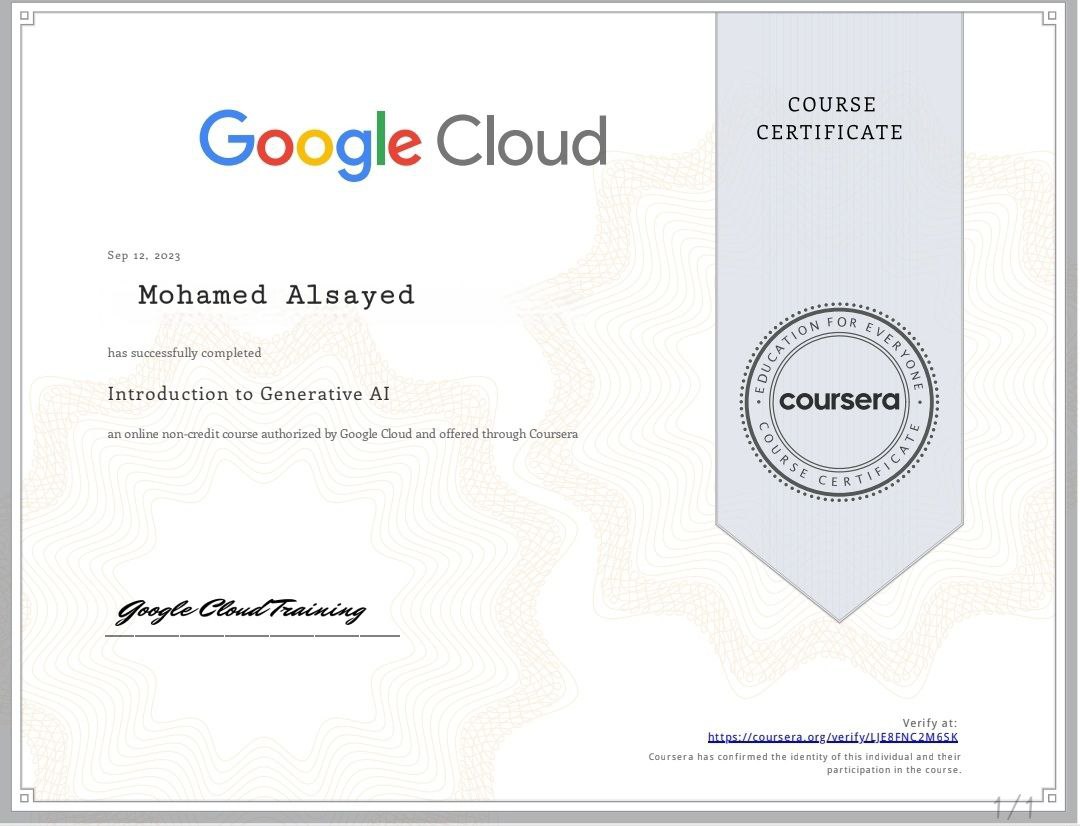 Google Cloud
COURSE
CERTIFICATE
Sep 12, 2023
Mohamed Alsayed
has successfully completed
Introduction to Generative AI
an online non-credit course authorized by Google Cloud and offered through Coursera
EDUCATION FOR EVERYONE
coursera
COURSE CERTIFICATE
Google Cloud Training
Verify at:
https://coursera.org/verify/LJE8FNC2M6SK
Coursera has confirmed the identity of this individual and their
participation in the course.
1/1